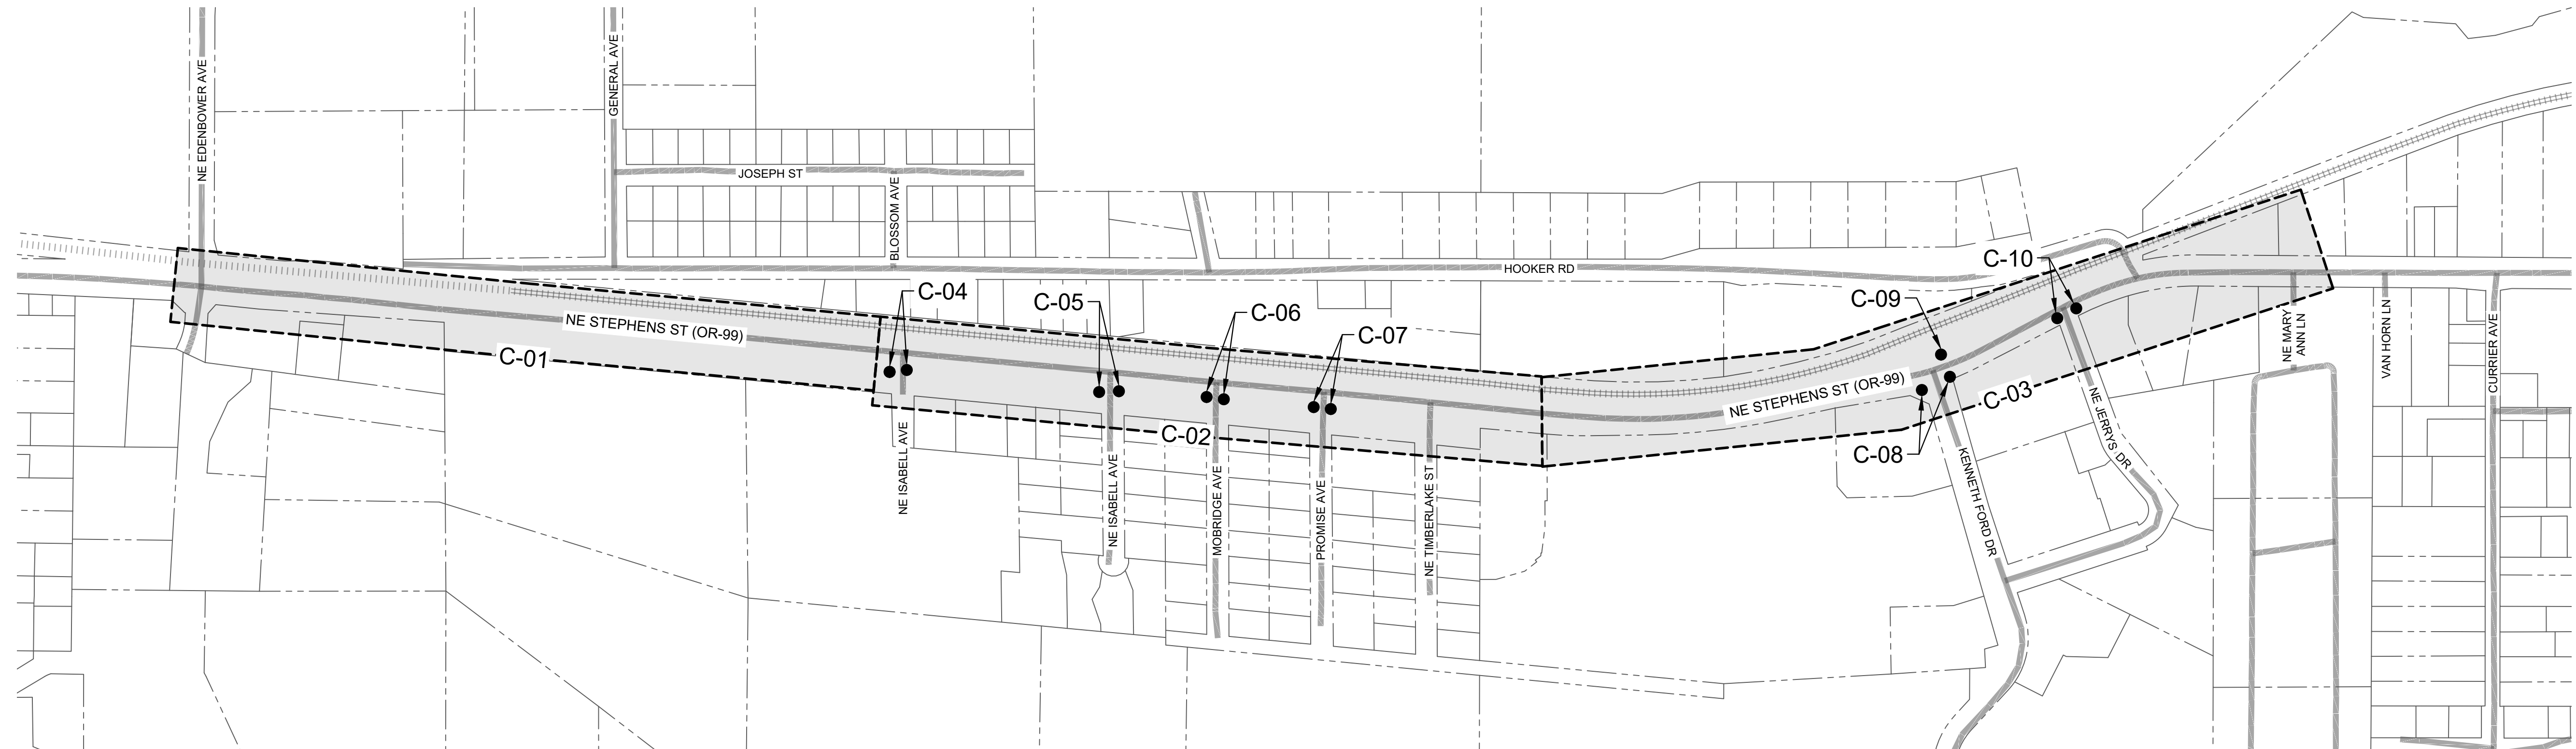 NE EDENBOWER AVE
GENERAL AVE
JOSEPH ST
BLOSSOM AVE
HOOKER RD
C-10
C-09
C-04
C-05
C-06
C-07
NE STEPHENS ST (OR-99)
C-01
NE STEPHENS ST (OR-99)
C-03
C-02
C-08
NE ISABELL AVE
NE ISABELL AVE
MOBRIDGE AVE
PROMISE AVE
NE TIMBERLAKE ST
KENNETH FORD DR
NE JERRYS DR
NE MARY
ANN LN
VAN HORN LN
CURRIER AVE